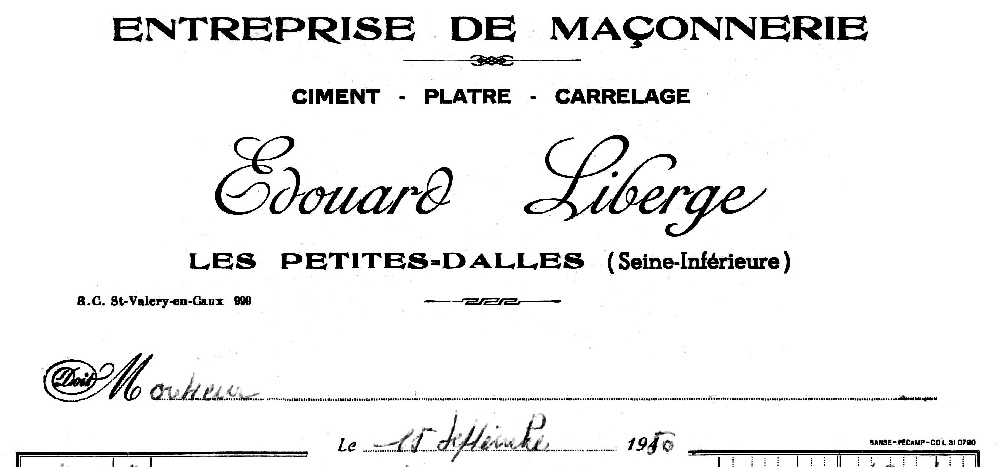 ENTREPRISE DE MAÇONNERIE
CIMENT - PLATRE - CARRELAGE
Edouard Liberge
LES PETITES-DALLES (Seine-Inférieure)
R.C. St-Valery-en-Caux 999
Doit Monsieur
Le 15 Septembre 1950